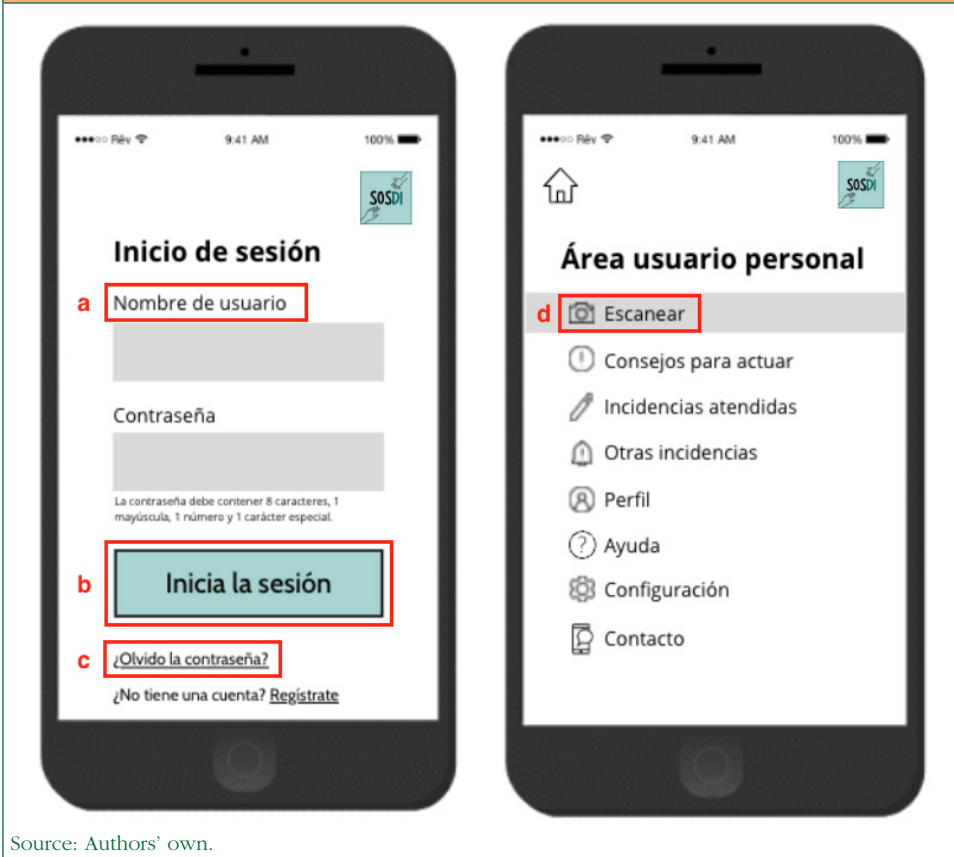 ●●●○○ Rêv 9:41 AM 100%
SOSDI
Inicio de sesión
a Nombre de usuario
Contraseña
La contraseña debe contener 8 caracteres, 1
mayúscula, 1 número y 1 carácter especial.
b Inicia la sesión
c ¿Olvido la contraseña?
¿No tiene una cuenta? Regístrate
●●●○○ Rêv 9:41 AM 100%
SOSDI
Área usuario personal
d Escanear
Consejos para actuar
Incidencias atendidas
Otras incidencias
Perfil
Ayuda
Configuración
Contacto
Source: Authors' own.